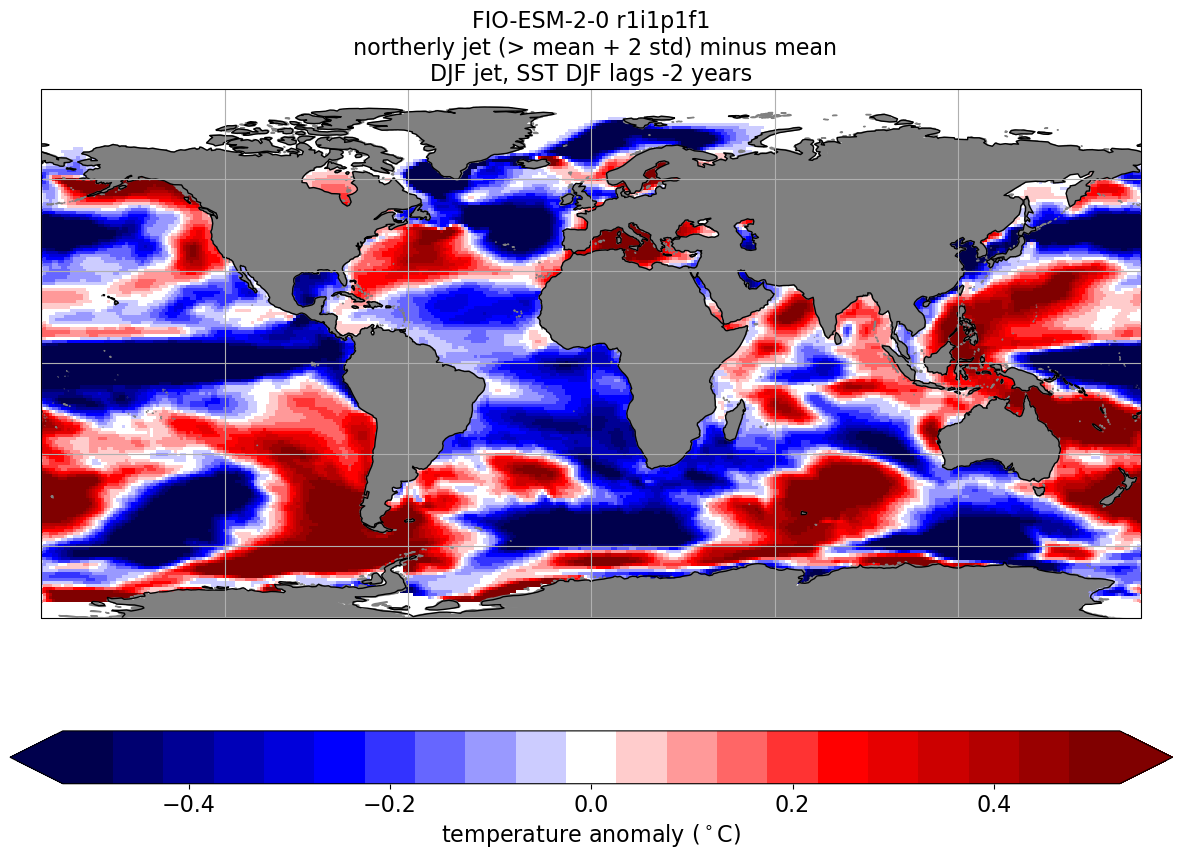 FIO-ESM-2-0 r1i1p1f1
northerly jet (> mean + 2 std) minus mean
DJF jet, SST DJF lags -2 years
−0.4 −0.2 0.0 0.2 0.4
temperature anomaly (°C)